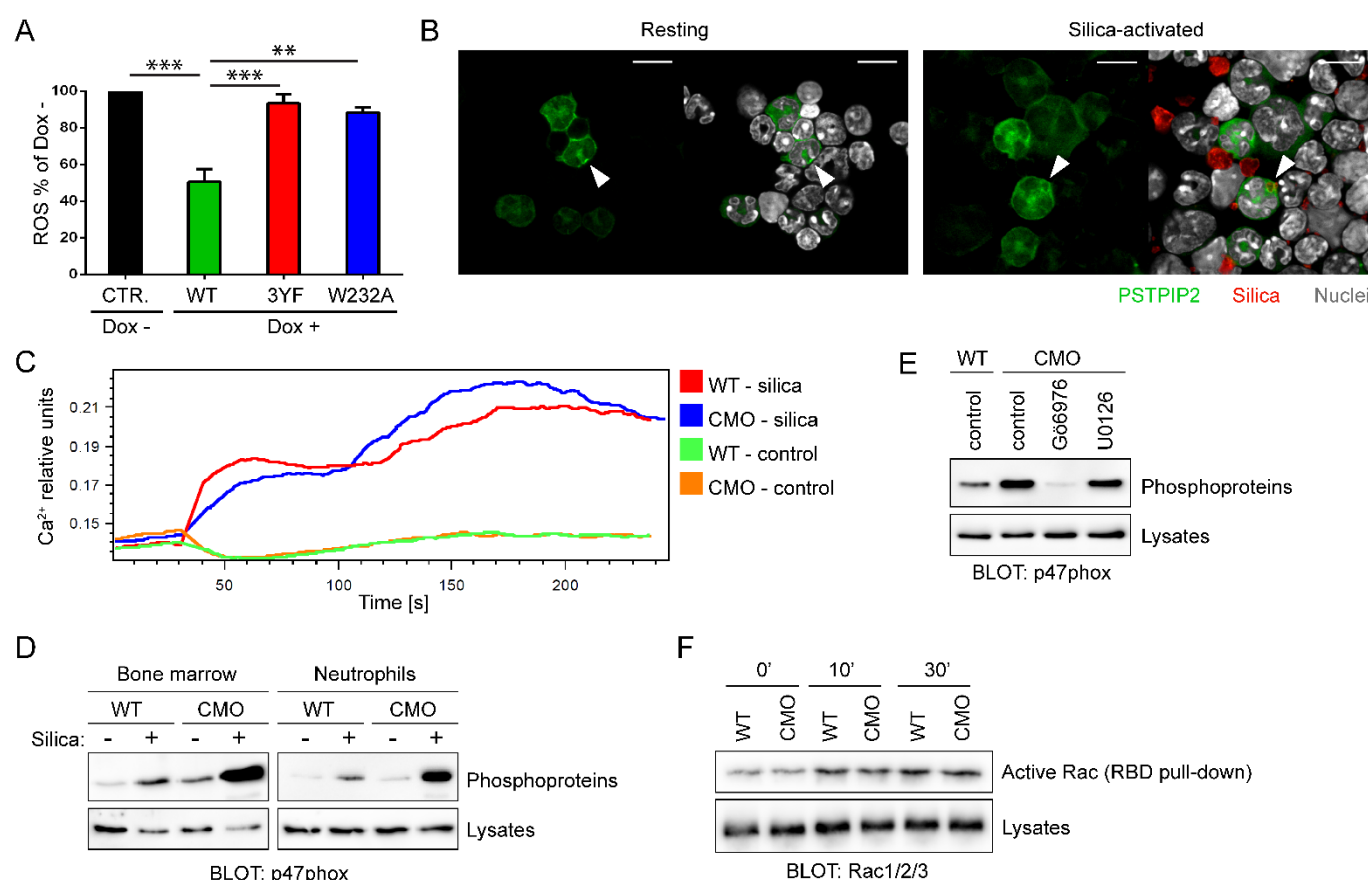 A
*** ** ***
ROS % of Dox -
100
80
60
40
20
0
CTR. WT 3YF W232A
Dox - Dox +
B
Resting Silica-activated
PSTPIP2 Silica Nuclei
C
Ca²⁺ relative units
0.21
0.19
0.17
0.15
50 100 150 200
Time [s]
WT - silica
CMO - silica
WT - control
CMO - control
E
WT CMO
control control Gö6976 U0126
Phosphoproteins
Lysates
BLOT: p47phox
D
Bone marrow Neutrophils
WT CMO WT CMO
Silica: - + - + - + - +
Phosphoproteins
Lysates
BLOT: p47phox
F
0' 10' 30'
WT CMO WT CMO WT CMO
Active Rac (RBD pull-down)
Lysates
BLOT: Rac1/2/3